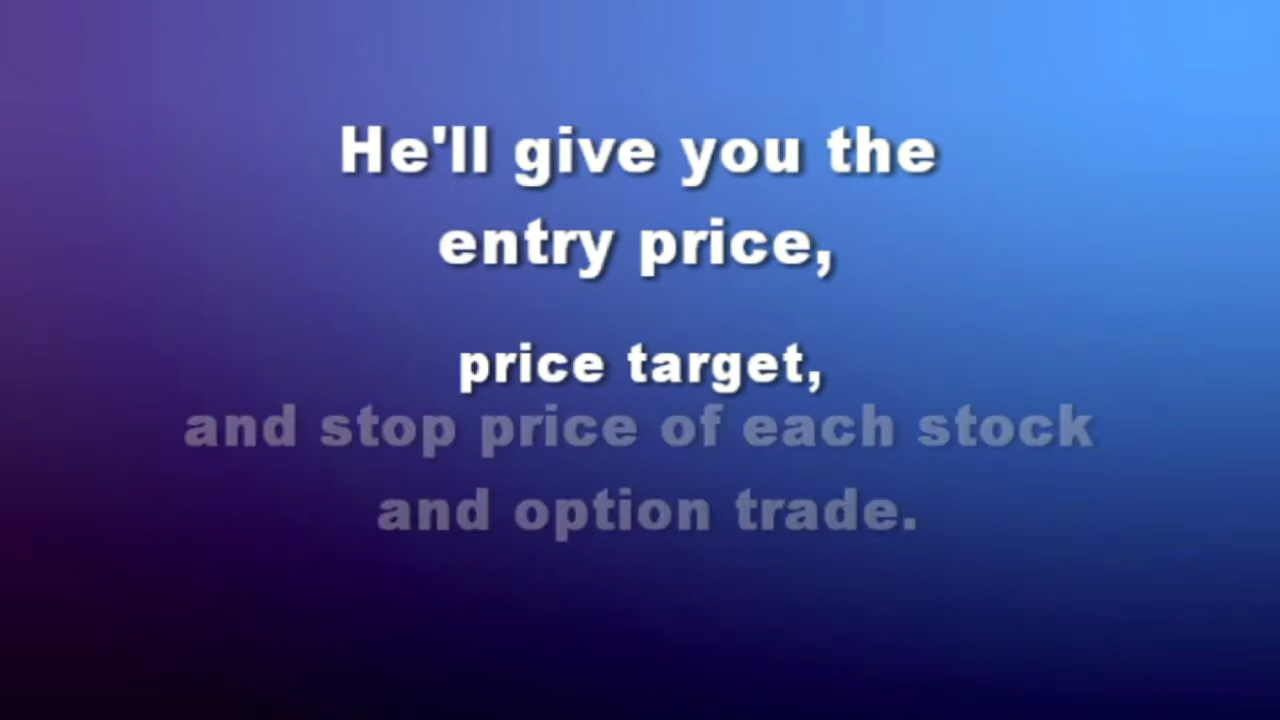 He'll give you the
entry price,
price target,
and stop price of each stock
and option trade.